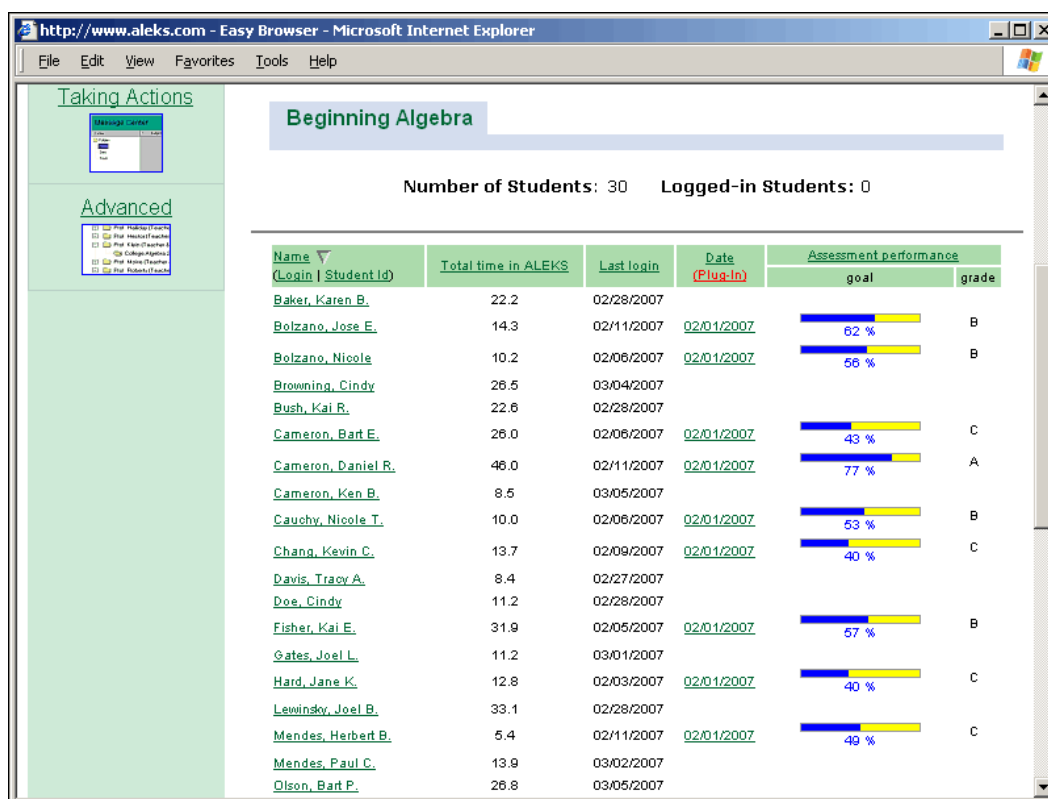 http://www.aleks.com - Easy Browser - Microsoft Internet Explorer
File Edit View Favorites Tools Help
Taking Actions
Message Center
Advanced
Beginning Algebra
Number of Students: 30 Logged-in Students: 0
Name Total time in ALEKS Last login Date Assessment performance
(Login | Student Id) (Plug-In) goal grade
Baker, Karen B. 22.2 02/28/2007
Bolzano, Jose E. 14.3 02/11/2007 02/01/2007 62 % B
Bolzano, Nicole 10.2 02/06/2007 02/01/2007 56 % B
Browning, Cindy 26.5 03/04/2007
Bush, Kai R. 22.6 02/28/2007
Cameron, Bart E. 26.0 02/06/2007 02/01/2007 43 % C
Cameron, Daniel R. 46.0 02/11/2007 02/01/2007 77 % A
Cameron, Ken B. 8.5 03/05/2007
Cauchy, Nicole T. 10.0 02/06/2007 02/01/2007 53 % B
Chang, Kevin C. 13.7 02/09/2007 02/01/2007 40 % C
Davis, Tracy A. 8.4 02/27/2007
Doe, Cindy 11.2 02/28/2007
Fisher, Kai E. 31.9 02/05/2007 02/01/2007 57 % B
Gates, Joel L. 11.2 03/01/2007
Hard, Jane K. 12.8 02/03/2007 02/01/2007 40 % C
Lewinsky, Joel B. 33.1 02/28/2007
Mendes, Herbert B. 5.4 02/11/2007 02/01/2007 49 % C
Mendes, Paul C. 13.9 03/02/2007
Olson, Bart P. 26.8 03/05/2007